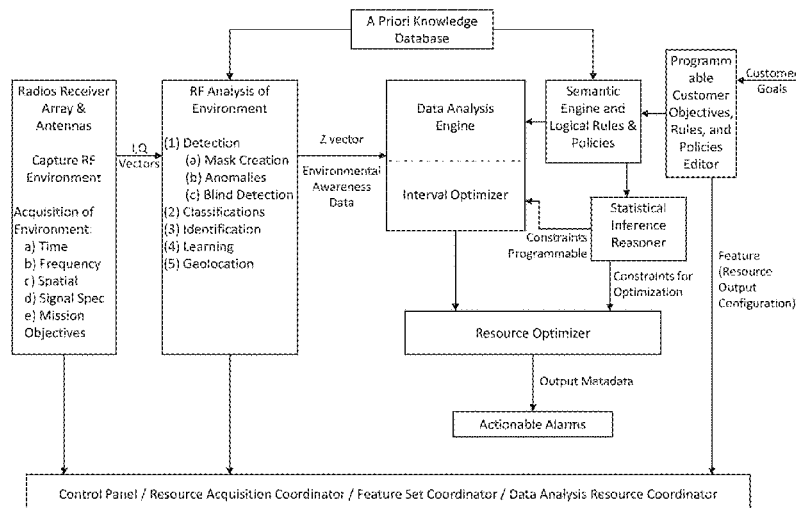 A Priori Knowledge
Database
Radios Receiver
Array &
Antennas
Capture RF
Environment
Acquisition of
Environment:
a) Time
b) Frequency
c) Spatial
d) Signal Spec
e) Mission
Objectives
I,Q
Vectors
RF Analysis of
Environment
(1) Detection
(a) Mask Creation
(b) Anomalies
(c) Blind Detection
(2) Classifications
(3) Identification
(4) Learning
(5) Geolocation
Z vector
Environmental
Awareness
Data
Data Analysis
Engine
Interval Optimizer
Semantic
Engine and
Logical Rules &
Policies
Programm
able
Customer
Objectives,
Rules, and
Policies
Editor
Customer
Goals
Statistical
Inference
Reasoner
Constraints
Programmable
Constraints for
Optimization
Feature
(Resource
Output
Configuration)
Resource Optimizer
Output Matadata
Actionable Alarms
Control Panel / Resource Acquisition Coordinator / Feature Set Coordinator / Data Analysis Resource Coordinator